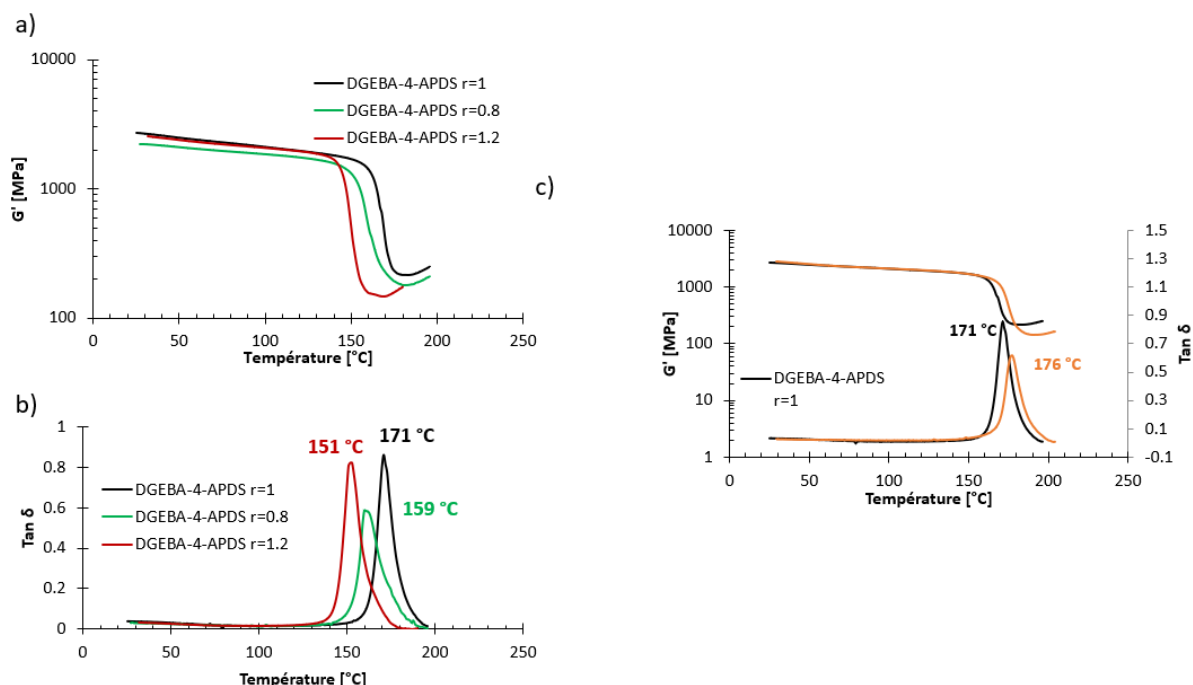 a)
10000
1000
100
G' [MPa]
DGEBA-4-APDS r=1
DGEBA-4-APDS r=0.8
DGEBA-4-APDS r=1.2
0
50
100
150
200
250
Température [°C]
b)
1
0.8
0.6
0.4
0.2
0
Tan δ
151 °C
171 °C
159 °C
DGEBA-4-APDS r=1
DGEBA-4-APDS r=0.8
DGEBA-4-APDS r=1.2
0
50
100
150
200
250
Température [°C]
c)
10000
1000
100
10
1
G' [MPa]
1.5
1.3
1.1
0.9
0.7
0.5
0.3
0.1
-0.1
Tan δ
171 °C
176 °C
DGEBA-4-APDS
r=1
0
50
100
150
200
250
Température [°C]